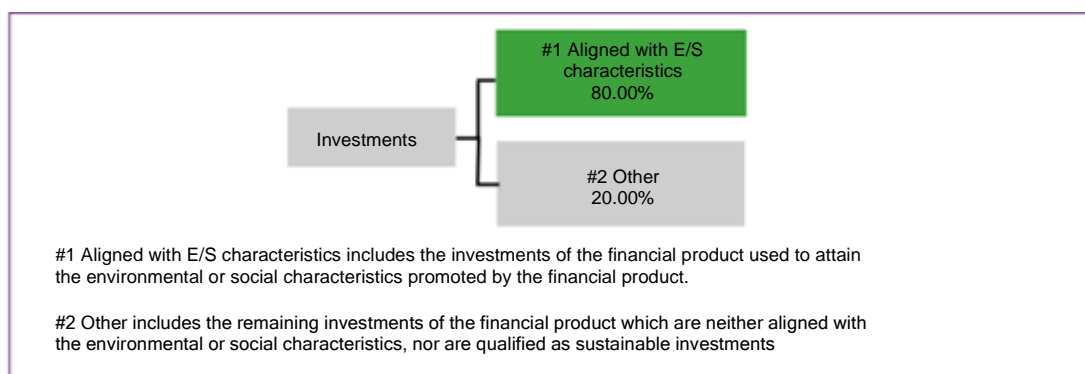 #1 Aligned with E/S
characteristics
80.00%
Investments
#2 Other
20.00%
#1 Aligned with E/S characteristics includes the investments of the financial product used to attain
the environmental or social characteristics promoted by the financial product.
#2 Other includes the remaining investments of the financial product which are neither aligned with
the environmental or social characteristics, nor are qualified as sustainable investments